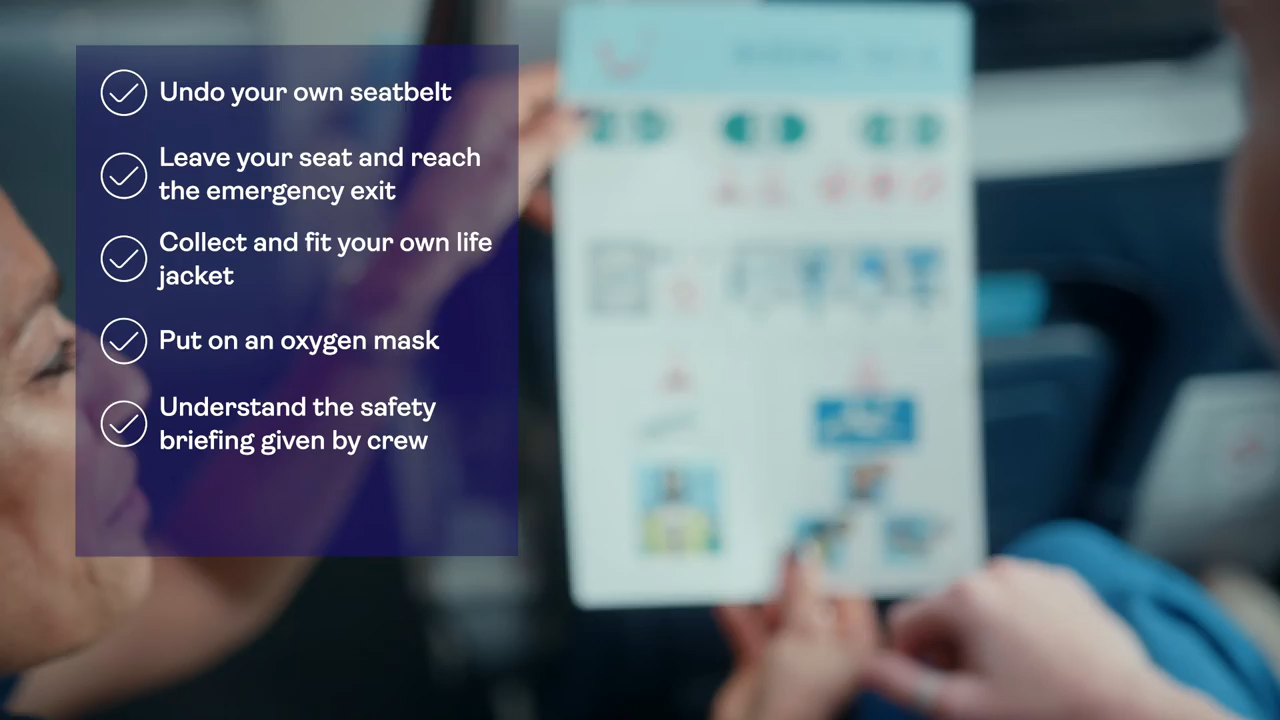 Undo your own seatbelt
Leave your seat and reach
the emergency exit
Collect and fit your own life
jacket
Put on an oxygen mask
Understand the safety
briefing given by crew